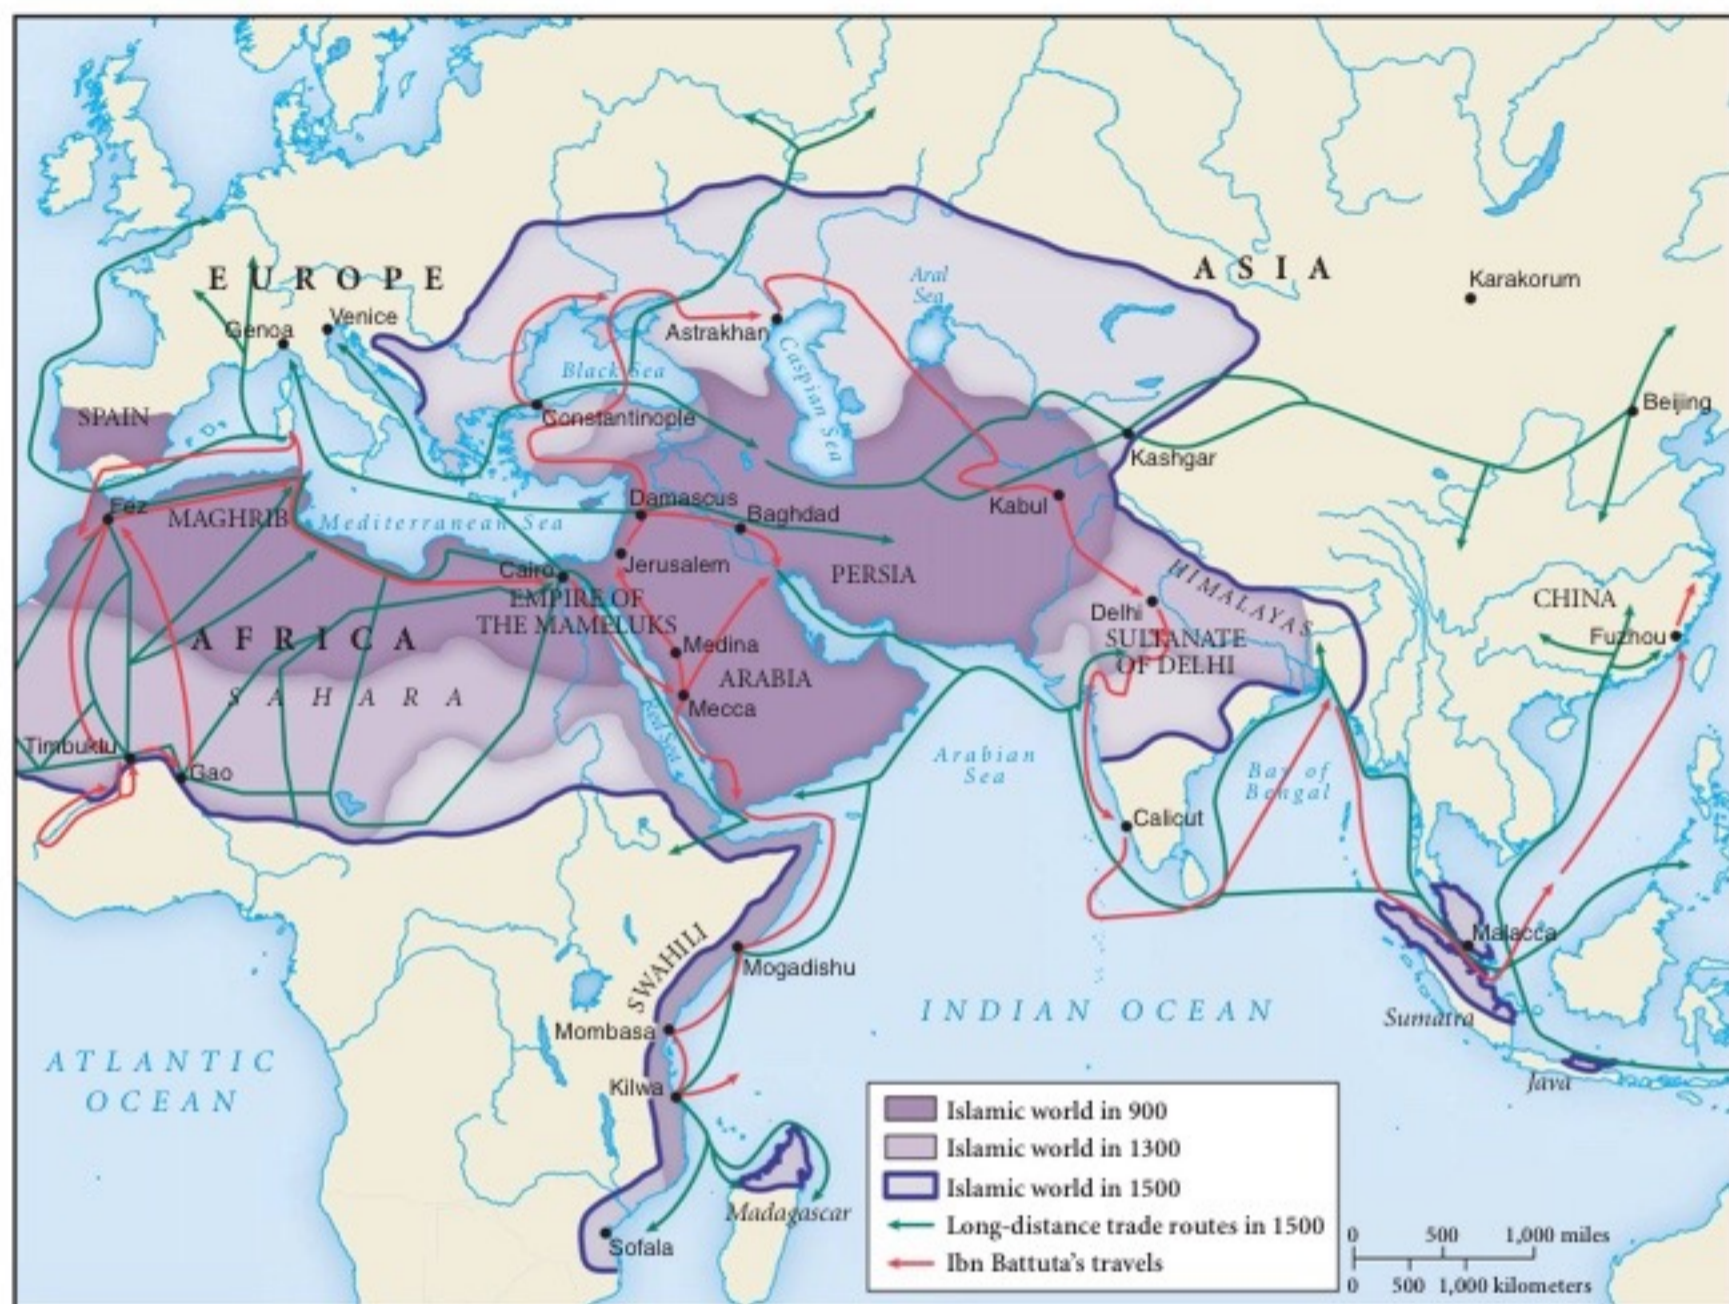 EUROPE
ASIA
Karakorum
Aral
Sea
Venice
Genoa
Astrakhan
Caspian Sea
Black Sea
SPAIN
Constantinople
Beijing
Kashgar
Kabul
Damascus
Baghdad
Fez
MAGHRIB
Mediterranean Sea
Jerusalem
Cairo
PERSIA
HIMALAYAS
EMPIRE OF
THE MAMELUKS
Delhi
SULTANATE
OF DELHI
CHINA
Fuzhou
AFRICA
Medina
ARABIA
SAHARA
Mecca
Red Sea
Timbuktu
Gao
Arabian
Sea
Bay of
Bengal
Calicut
SWAHILI
Malacca
Mogadishu
INDIAN OCEAN
Sumatra
Mombasa
ATLANTIC
OCEAN
Kilwa
Java
Islamic world in 900
Islamic world in 1300
Islamic world in 1500
Long-distance trade routes in 1500
Ibn Battuta's travels
Madagascar
Sofala
0 500 1,000 miles
0 500 1,000 kilometers